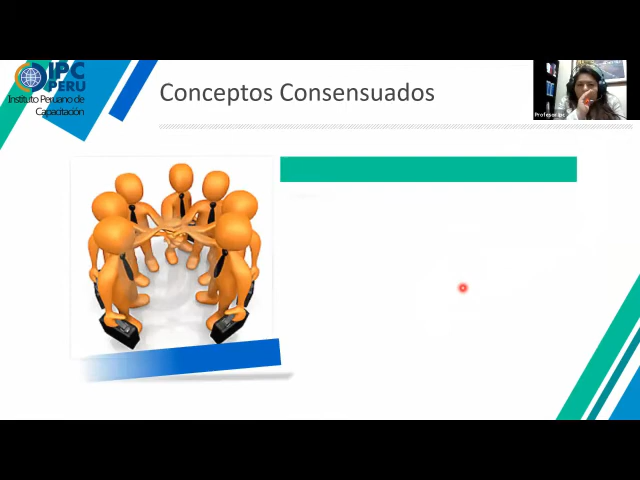 IPC
PERU
Instituto Peruano de
Capacitación
Conceptos Consensuados